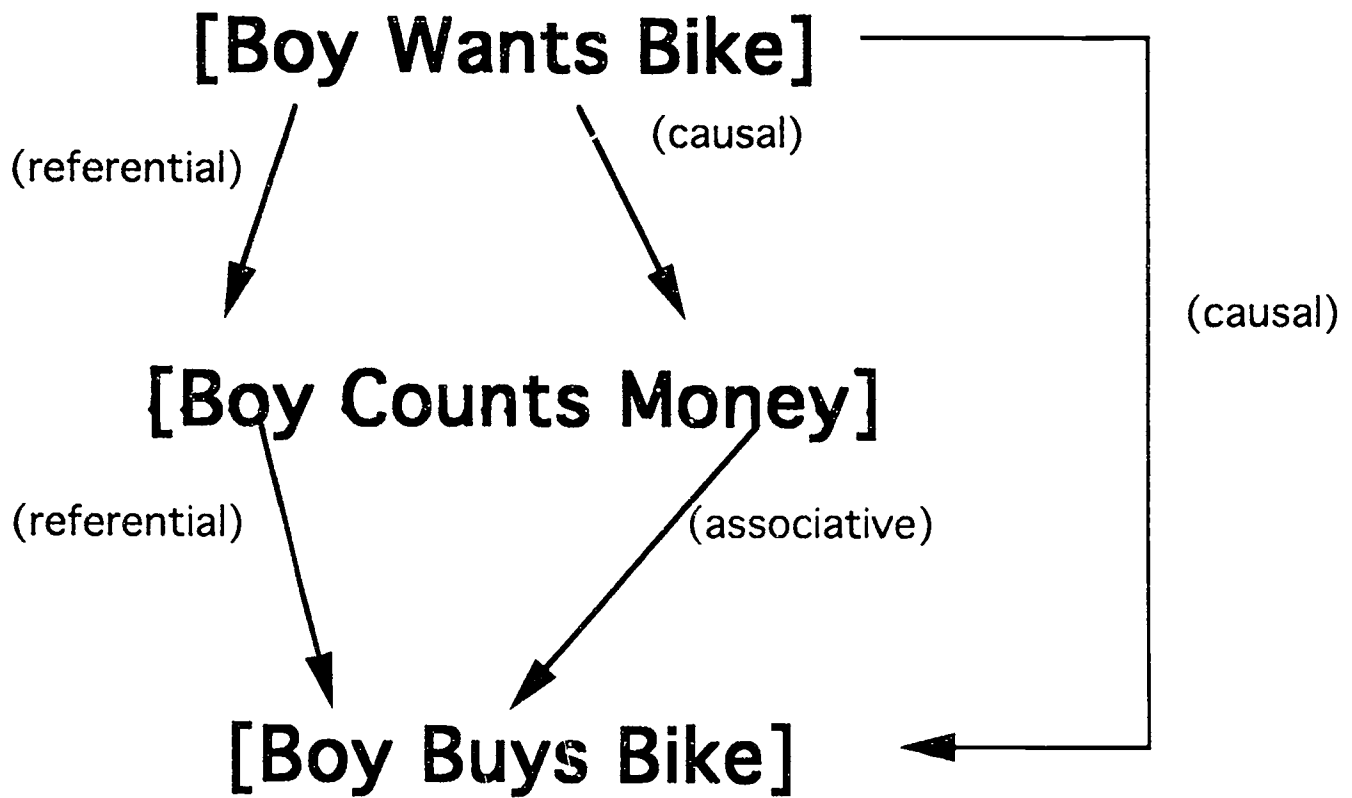 [Boy Wants Bike]
(causal)
(referential)
(causal)
[Boy Counts Money]
(referential)
(associative)
[Boy Buys Bike]